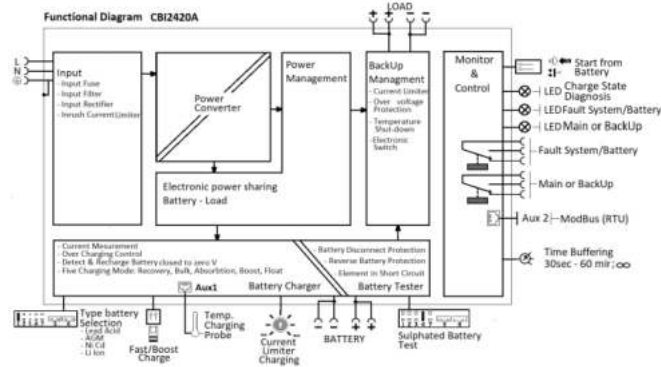 Functional Diagram CBI2420A
LOAD
+ + - -
L
N
Input
- Input Fuse
- Input Filter
- Input Rectifier
- Inrush Current Limiter
Power
Converter
Power
Management
BackUp
Managment
- Current Limiter
- Over voltage
Protection
- Temperature
Shut-down
- Electronic
Switch
Monitor
&
Control
Start from
Battery
LED Charge State
Diagnosis
LED Fault System/Battery
LED Main or BackUp
Fault System/Battery
Main or BackUp
Aux 2 ModBus (RTU)
Time Buffering
30sec - 60 mir; ∞
Electronic power sharing
Battery - Load
- Current Mesurament
- Over Charging Control
- Detect & Recharge Battery closed to zero V
- Five Charging Mode: Recovery, Bulk, Absorbtion, Boost, Float
Aux1
Battery Charger
- Battery Disconnect Protection
- Reverse Battery Protection
Element in Short Circuit
Battery Tester
Type battery
Selection
- Lead Acid
- AGM
- Ni Cd
- Li Ion
Fast/Boost
Charge
Temp.
Charging
Probe
Current
Limiter
Charging
- - + +
BATTERY
Sulphated Battery
Test